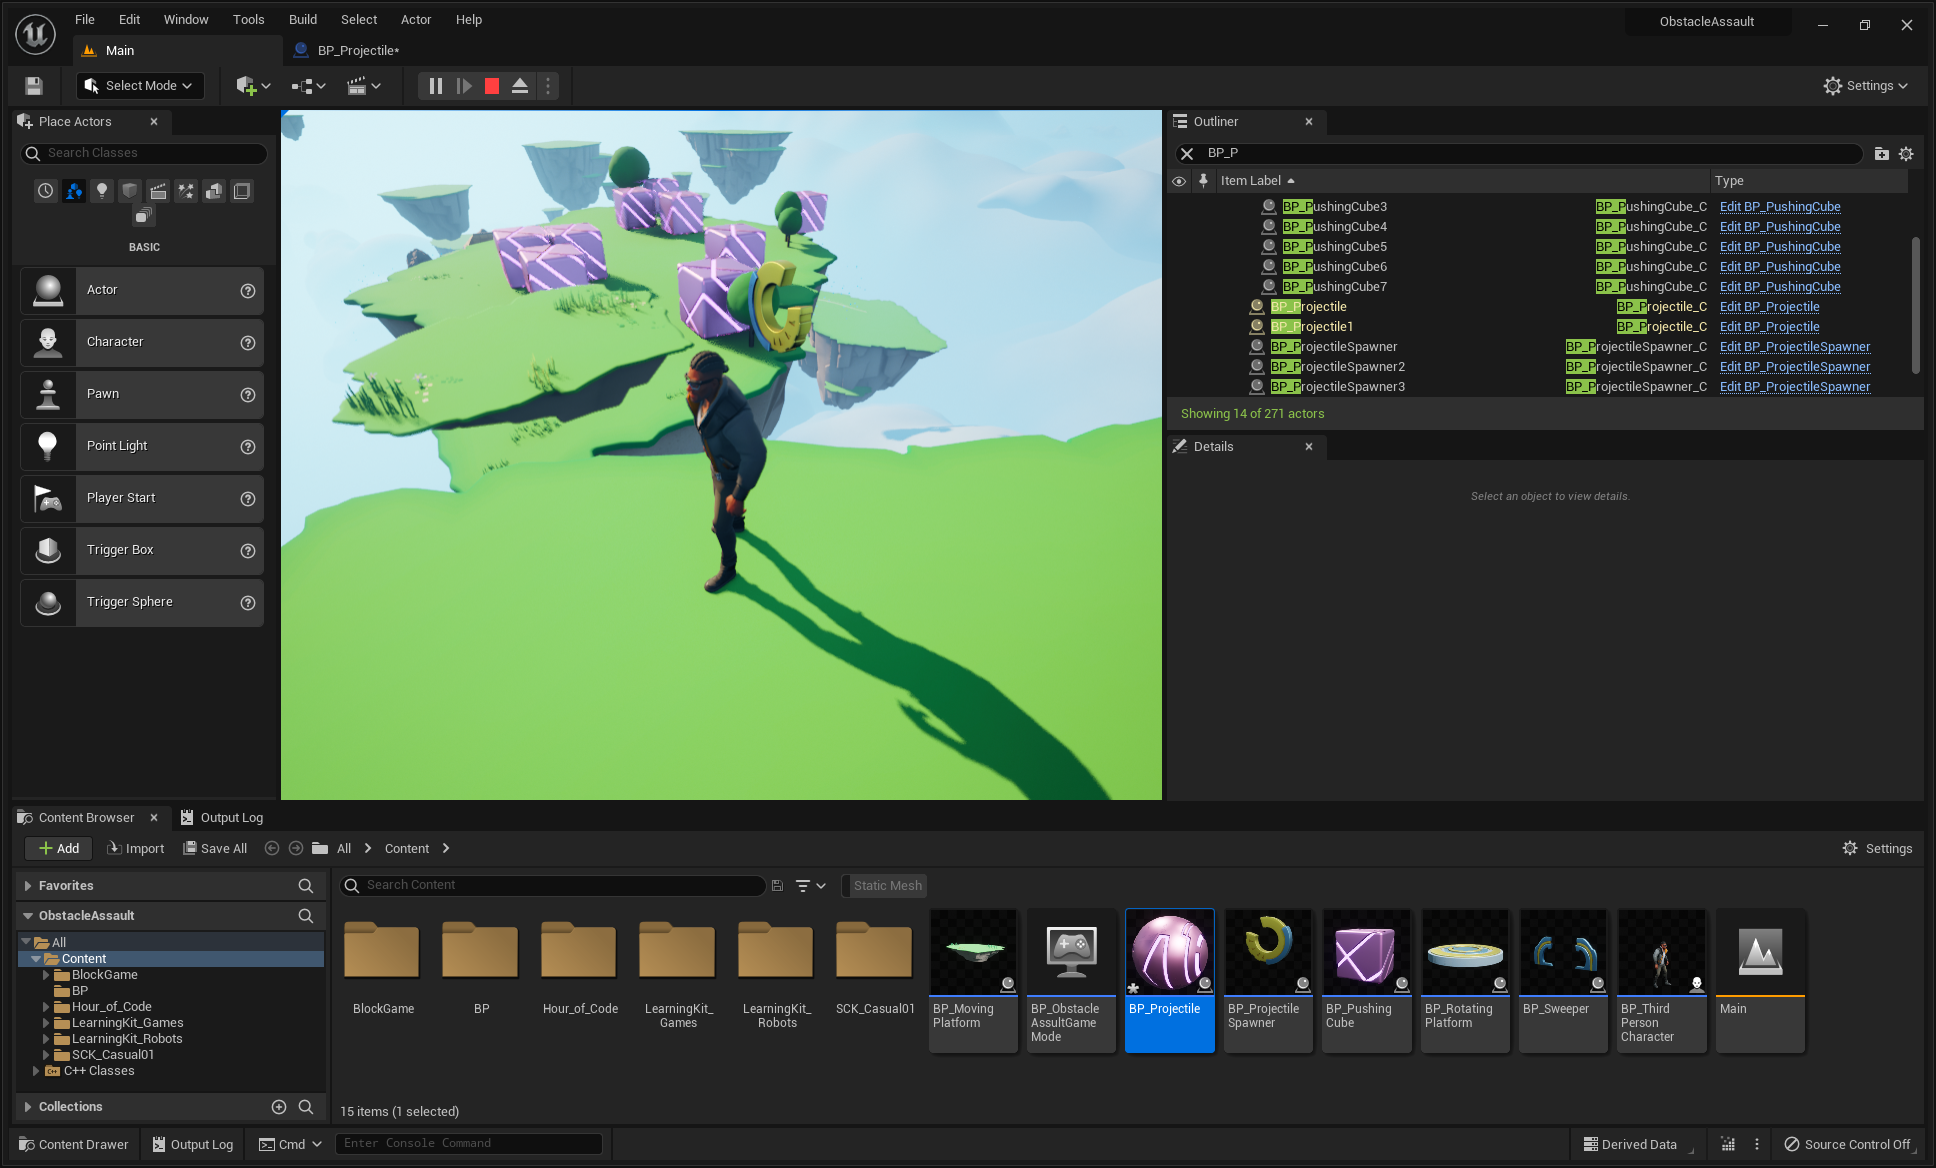 File Edit Window Tools Build Select Actor Help
ObstacleAssault
Main
BP_Projectile*
Select Mode
Settings
Place Actors
Search Classes
BASIC
Actor
Character
Pawn
Point Light
Player Start
Trigger Box
Trigger Sphere
Outliner
BP_P
Item Label Type
BP_PushingCube3 BP_PushingCube_C Edit BP_PushingCube
BP_PushingCube4 BP_PushingCube_C Edit BP_PushingCube
BP_PushingCube5 BP_PushingCube_C Edit BP_PushingCube
BP_PushingCube6 BP_PushingCube_C Edit BP_PushingCube
BP_PushingCube7 BP_PushingCube_C Edit BP_PushingCube
BP_Projectile BP_Projectile_C Edit BP_Projectile
BP_Projectile1 BP_Projectile_C Edit BP_Projectile
BP_ProjectileSpawner BP_ProjectileSpawner_C Edit BP_ProjectileSpawner
BP_ProjectileSpawner2 BP_ProjectileSpawner_C Edit BP_ProjectileSpawner
BP_ProjectileSpawner3 BP_ProjectileSpawner_C Edit BP_ProjectileSpawner
Showing 14 of 271 actors
Details
Select an object to view details.
Content Browser
Output Log
Add Import Save All All Content Settings
Favorites
ObstacleAssault
All
Content
BlockGame
BP
Hour_of_Code
LearningKit_Games
LearningKit_Robots
SCK_Casual01
C++ Classes
Collections
Search Content
Static Mesh
BlockGame
BP
Hour_of_Code
LearningKit_
Games
LearningKit_
Robots
SCK_Casual01
BP_Moving
Platform
BP_Obstacle
AssultGame
Mode
BP_Projectile
BP_Projectile
Spawner
BP_Pushing
Cube
BP_Rotating
Platform
BP_Sweeper
BP_Third
Person
Character
Main
15 items (1 selected)
Content Drawer Output Log Cmd Enter Console Command Derived Data Source Control Off